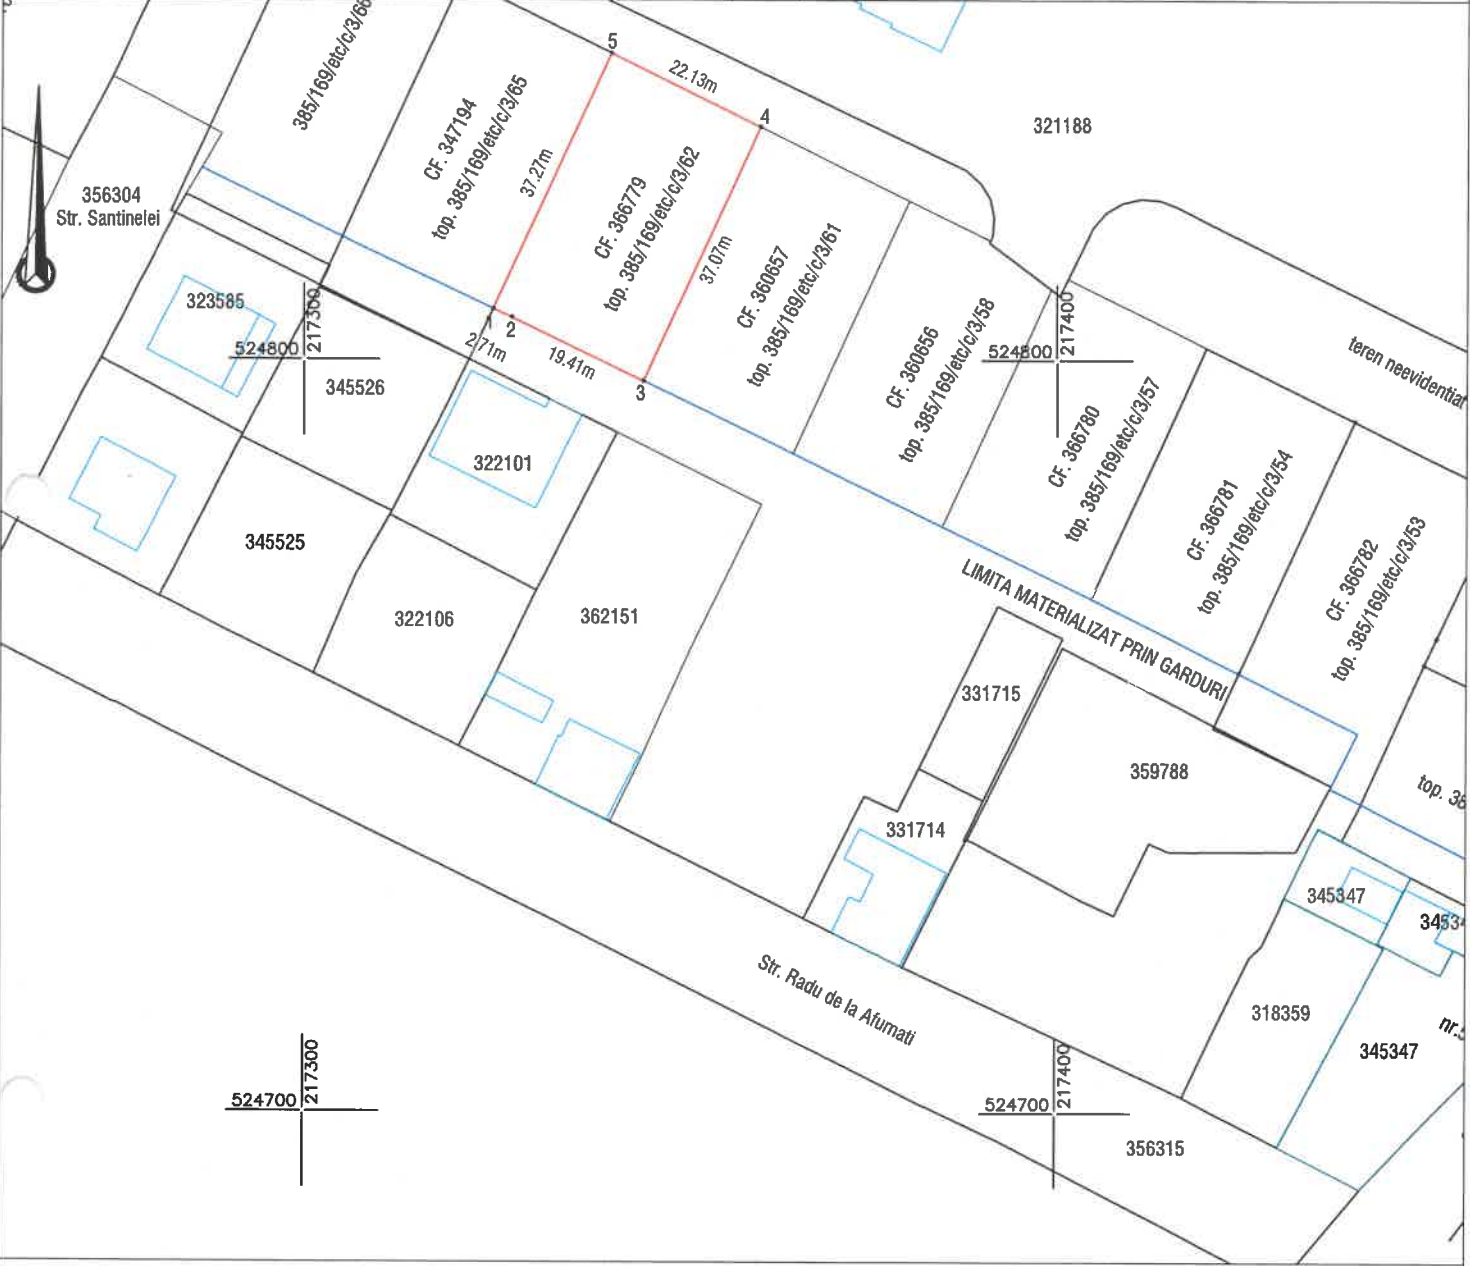 385/169/etc/c/3/66
5
22.13m
4
321188
CF. 347194
top. 385/169/etc/c/3/65
37.27m
CF. 366779
top. 385/169/etc/c/3/62
37.07m
CF. 360657
top. 385/169/etc/c/3/61
CF. 360656
top. 385/169/etc/c/3/58
CF. 366780
top. 385/169/etc/c/3/57
CF. 366781
top. 385/169/etc/c/3/54
CF. 366782
top. 385/169/etc/c/3/53
teren neevidentiat
356304
Str. Santinelei
323585
524800
217300
345526
2
2.71m
19.41m
3
524800
217400
322101
345525
322106
362151
LIMITA MATERIALIZAT PRIN GARDURI
331715
359788
331714
top. 38
345347
34534
318359
345347
nr.5
Str. Radu de la Afumati
524700
217300
524700
217400
356315